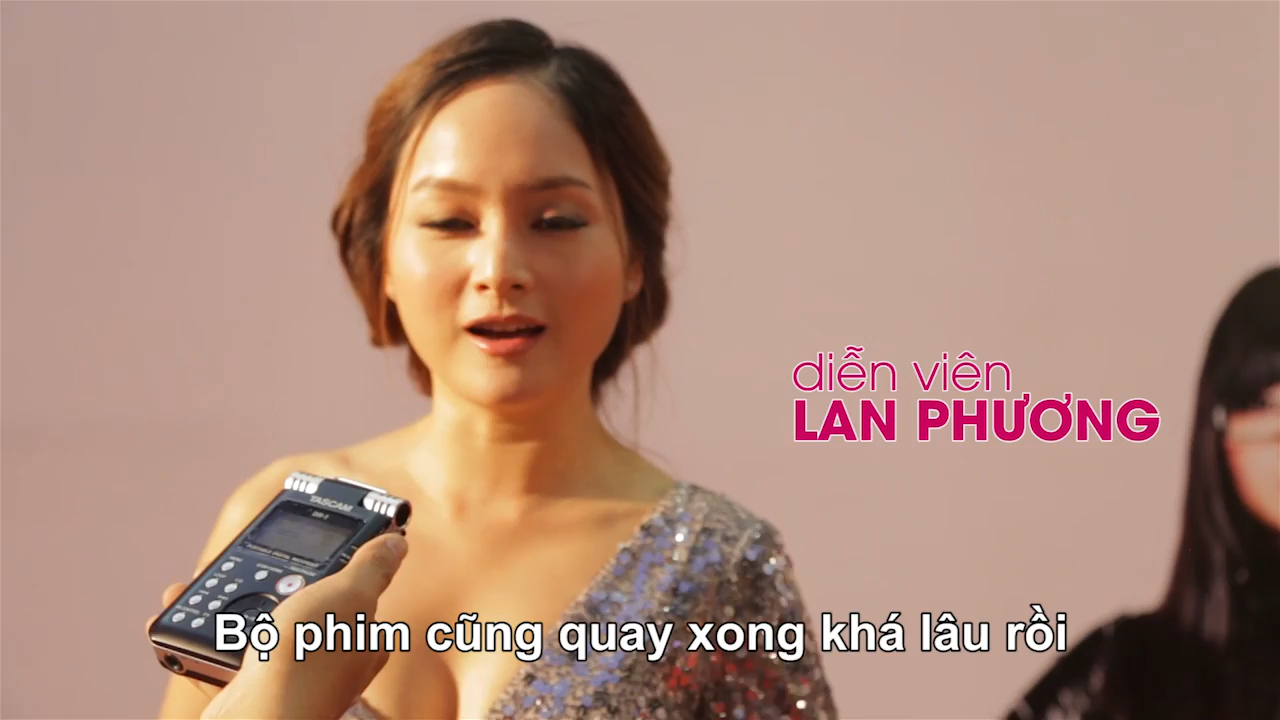 diễn viên
LAN PHƯƠNG
TASCAM
Bộ phim cũng quay xong khá lâu rồi